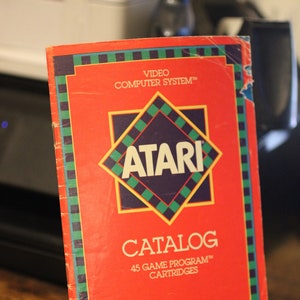 VIDEO
COMPUTER SYSTEM™
ATARI
CATALOG
45 GAME PROGRAM™
CARTRIDGES